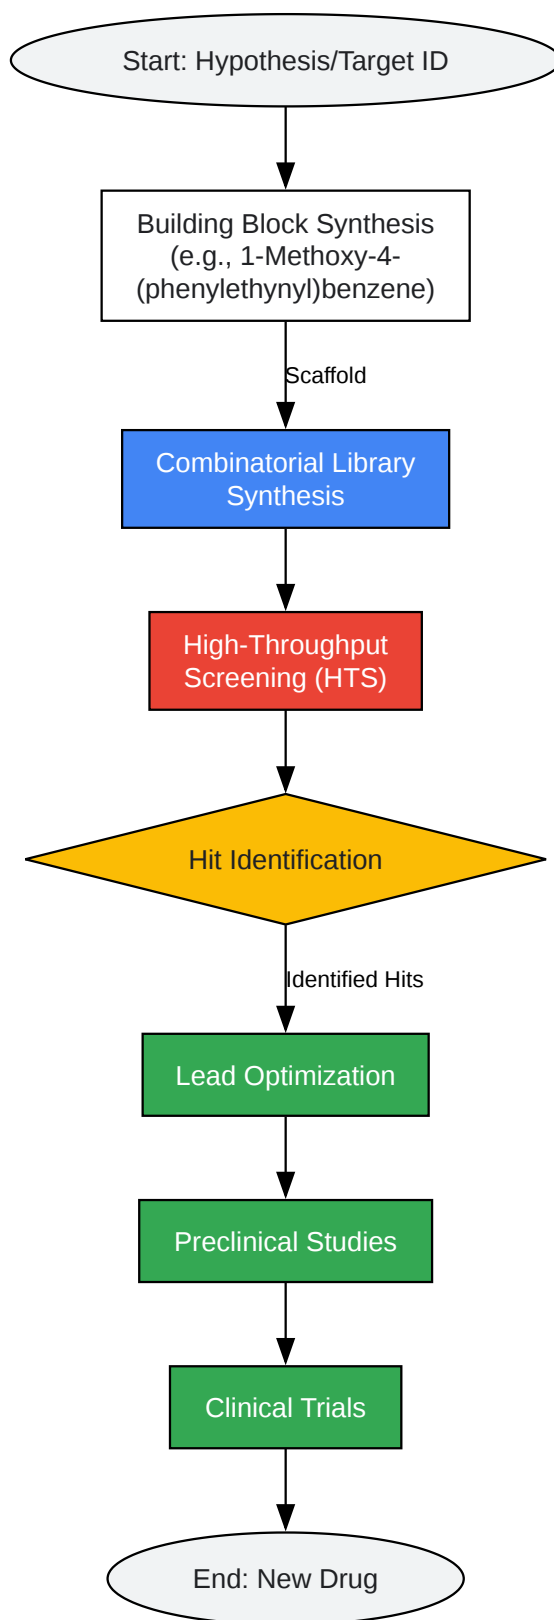 Start: Hypothesis/Target ID
Building Block Synthesis
(e.g., 1-Methoxy-4-
(phenylethynyl)benzene)
Scaffold
Combinatorial Library
Synthesis
High-Throughput
Screening (HTS)
Hit Identification
Identified Hits
Lead Optimization
Preclinical Studies
Clinical Trials
End: New Drug